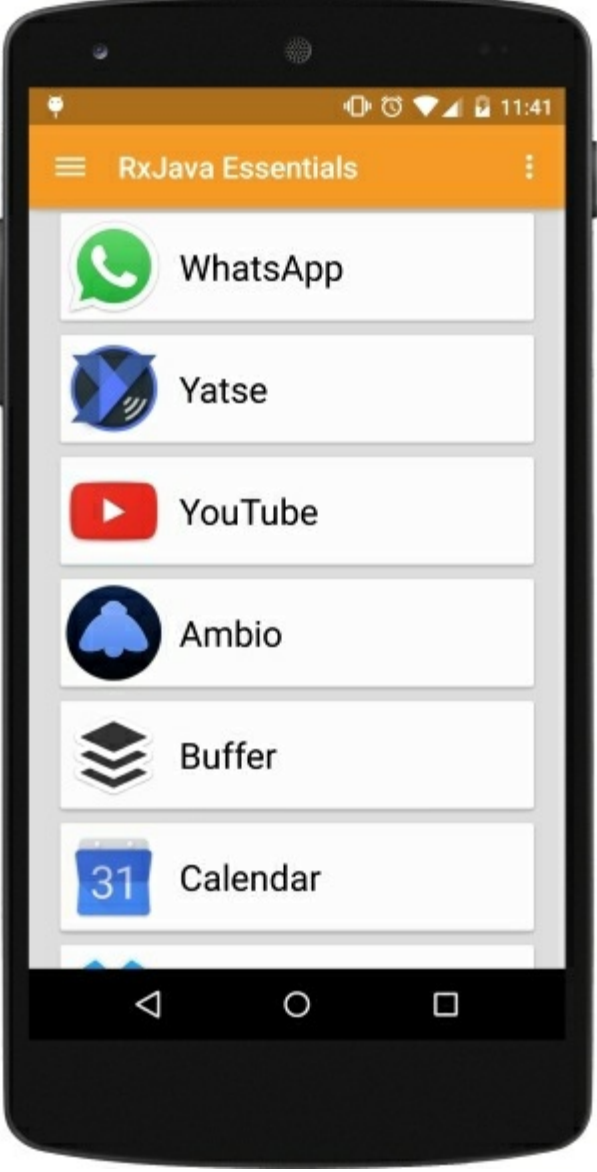 11:41
RxJava Essentials
WhatsApp
Yatse
YouTube
Ambio
Buffer
31
Calendar